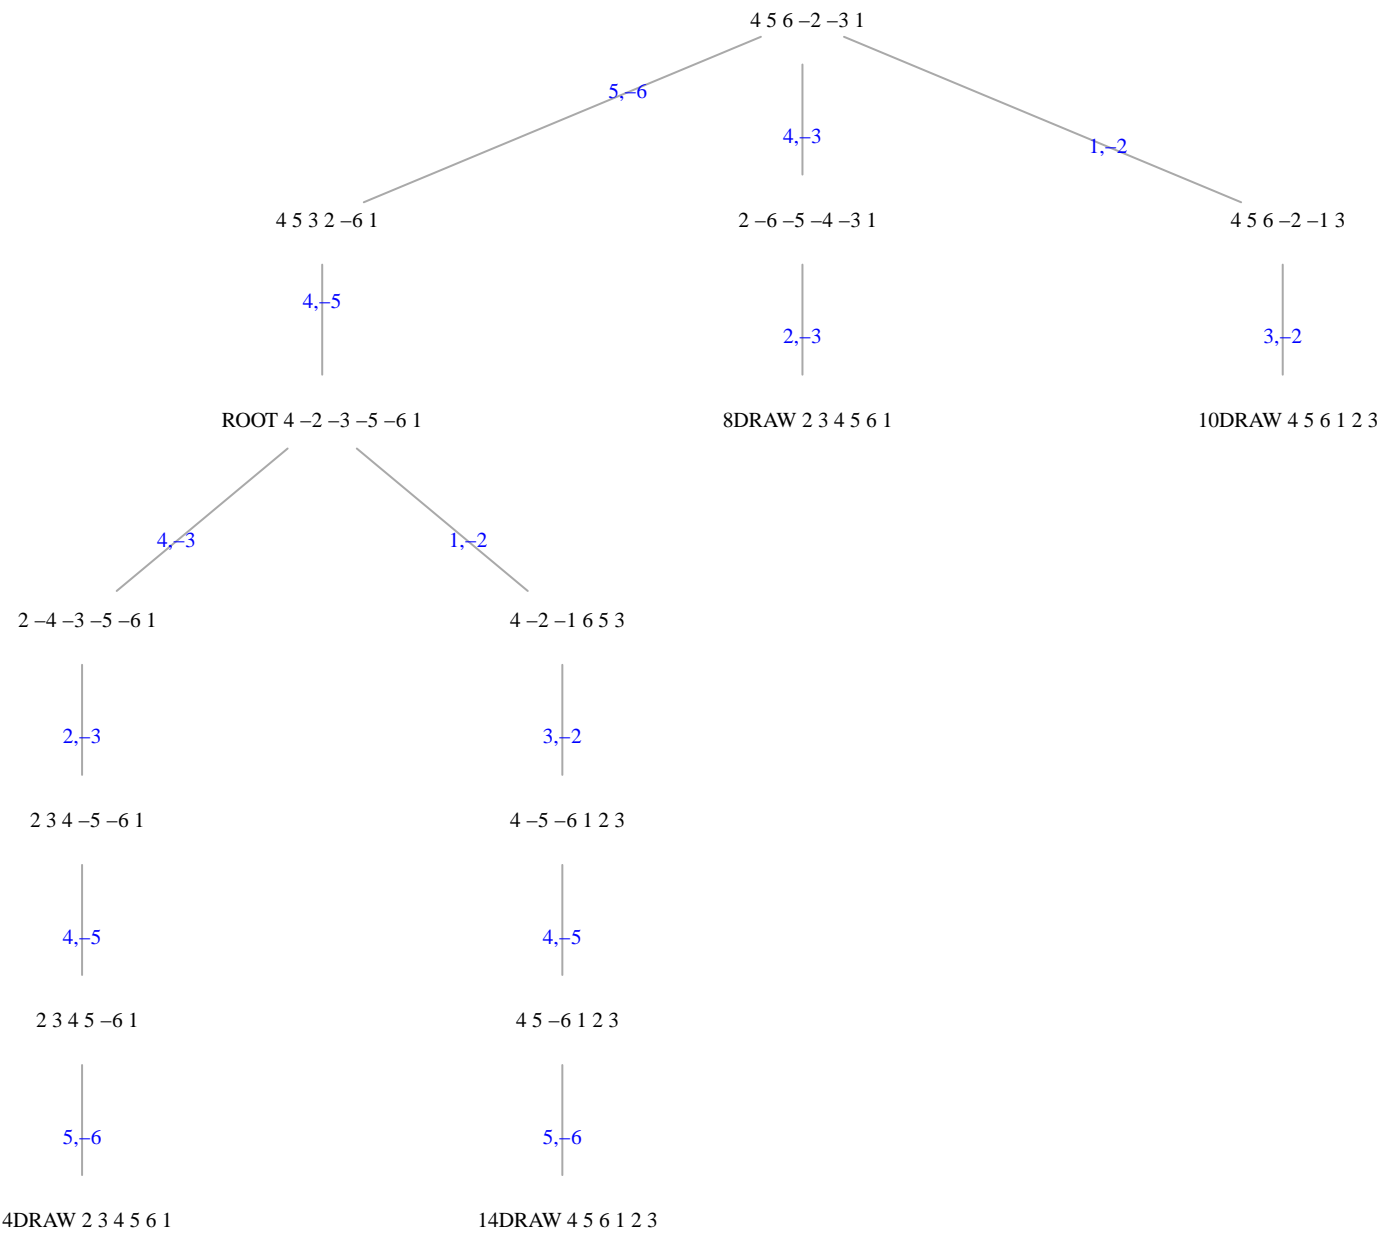 4 5 6 –2 –3 1
5,–6
4,–3
1,–2
4 5 3 2 –6 1
2 –6 –5 –4 –3 1
4 5 6 –2 –1 3
4,–5
2,–3
3,–2
ROOT 4 –2 –3 –5 –6 1
8DRAW 2 3 4 5 6 1
10DRAW 4 5 6 1 2 3
4,–3
1,–2
2 –4 –3 –5 –6 1
4 –2 –1 6 5 3
2,–3
3,–2
2 3 4 –5 –6 1
4 –5 –6 1 2 3
4,–5
4,–5
2 3 4 5 –6 1
4 5 –6 1 2 3
5,–6
5,–6
4DRAW 2 3 4 5 6 1
14DRAW 4 5 6 1 2 3